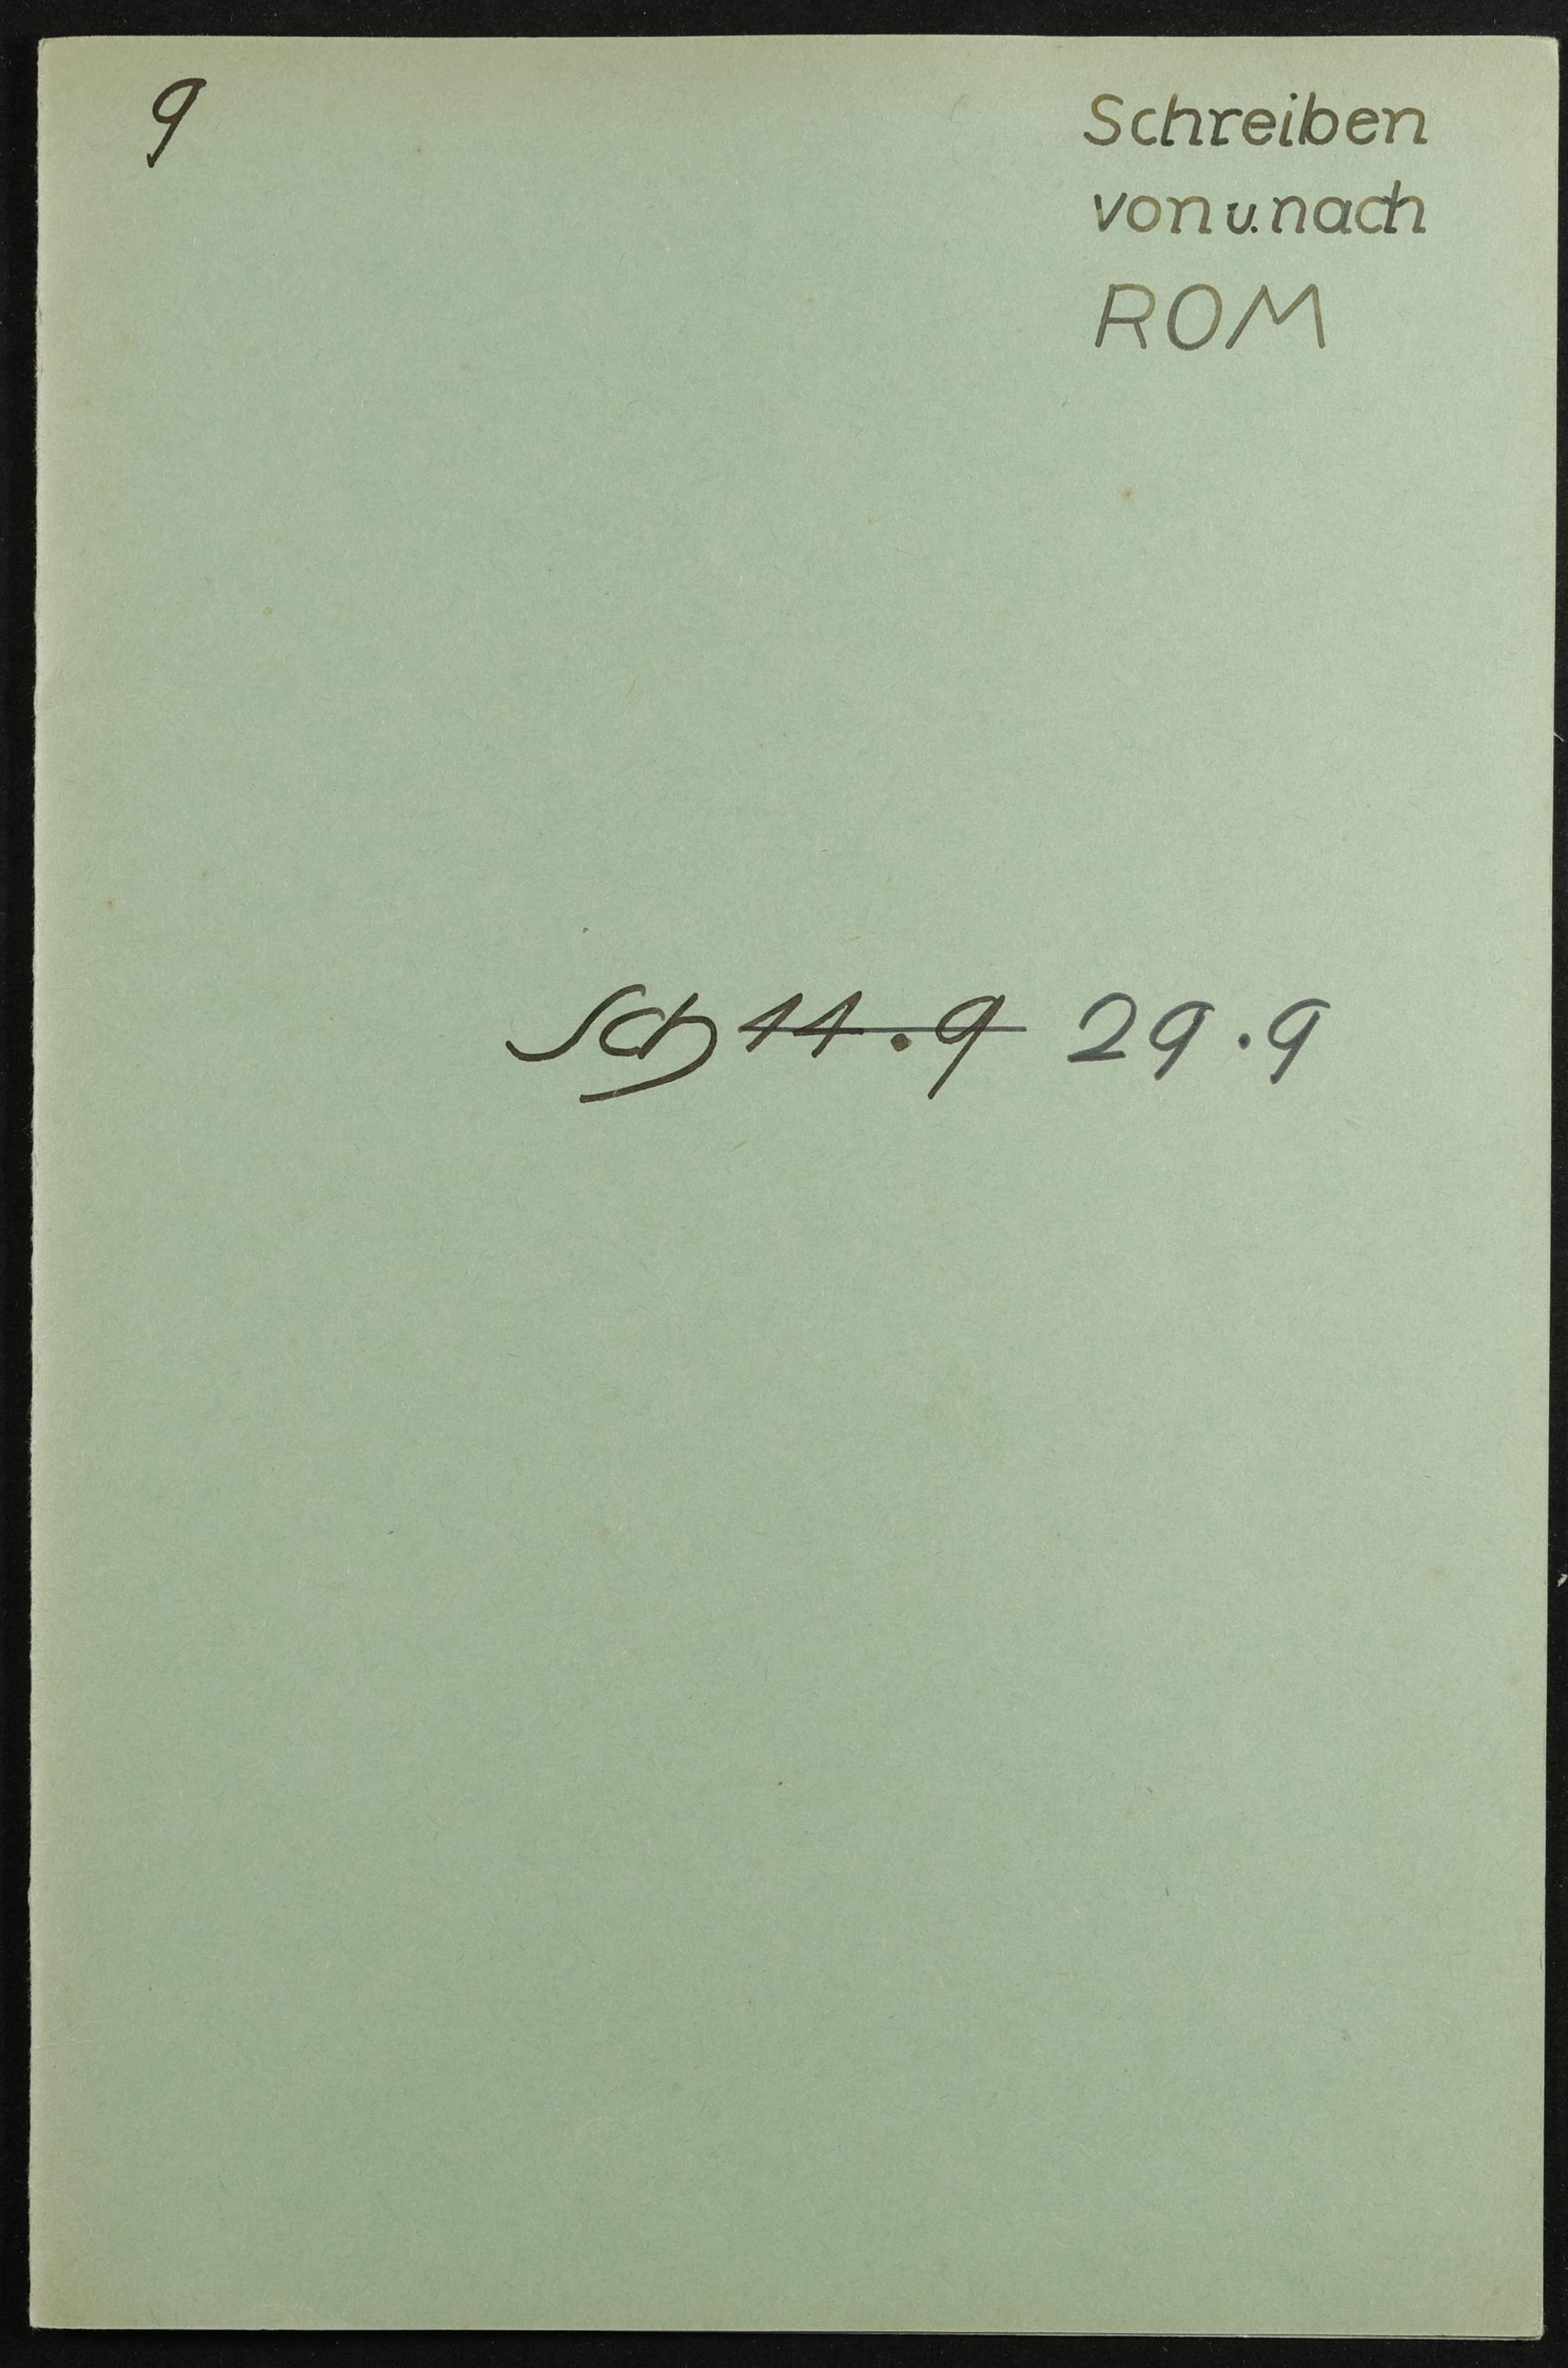 9
Schreiben
von u. nach
ROM
Sch 11.9 29.9